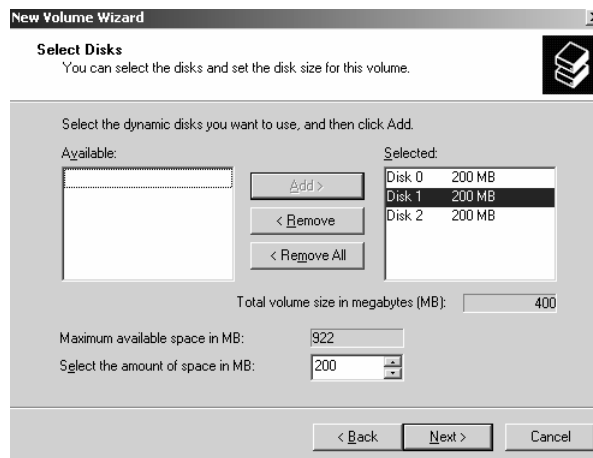 New Volume Wizard
Select Disks
You can select the disks and set the disk size for this volume.
Select the dynamic disks you want to use, and then click Add.
Available:
Selected:
Add >
< Remove
< Remove All
Disk 0 200 MB
Disk 1 200 MB
Disk 2 200 MB
Total volume size in megabytes (MB): 400
Maximum available space in MB: 922
Select the amount of space in MB: 200
< Back Next > Cancel